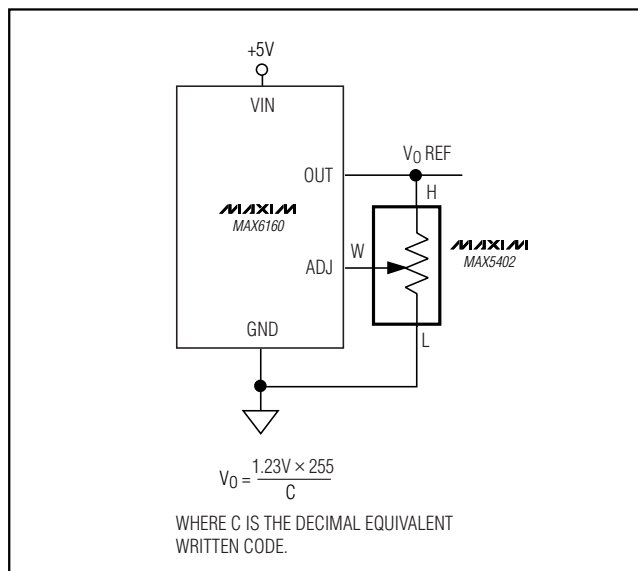 +5V
VIN
OUT
V₀ REF
H
MAXIM
MAX6160
W
MAXIM
MAX5402
ADJ
GND
L
V₀ = 1.23V × 255 / C
WHERE C IS THE DECIMAL EQUIVALENT
WRITTEN CODE.